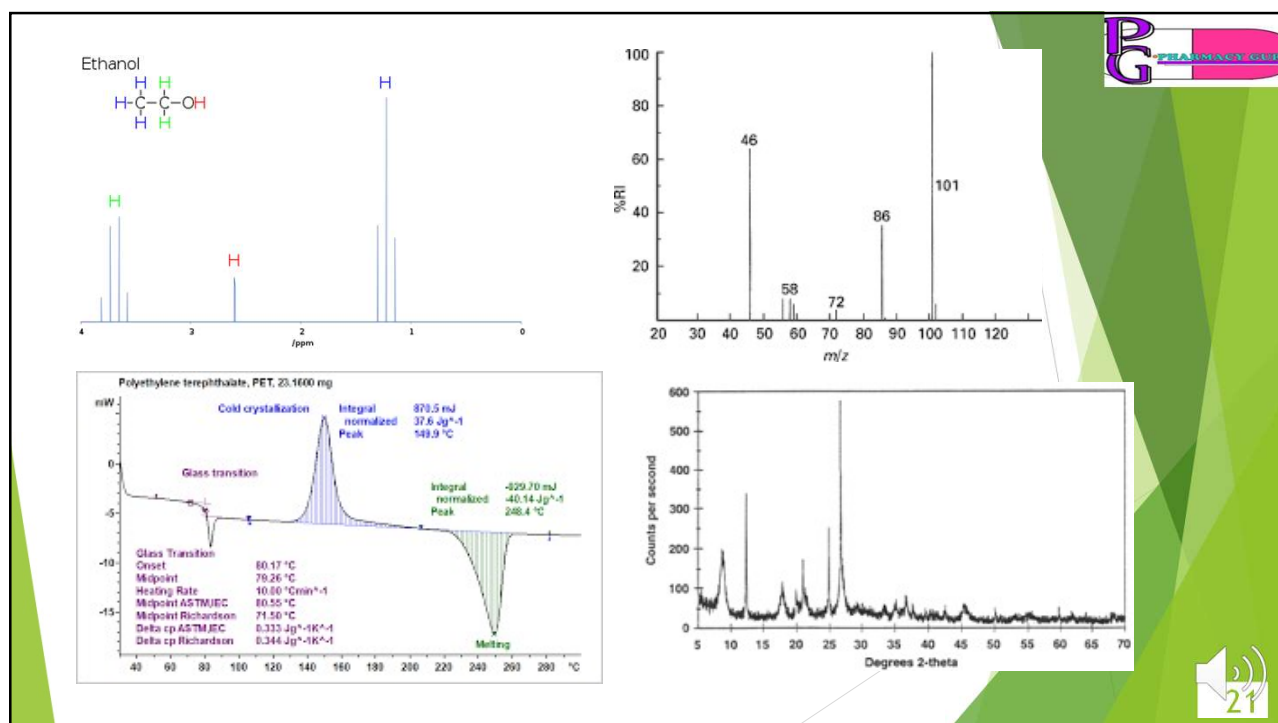 Ethanol
H H
H-C-C-OH
H H
H
H
H
4 3 2 1 0
/ppm
100
80
60
40
20
%RI
46
58
72
86
101
20 30 40 50 60 70 80 90 100 110 120
m/z
PG
PHARMACY
Polyethylene terephthalate, PET, 23.1600 mg
mW
Cold crystallization
Integral 870.5 mJ
normalized 37.6 Jg^-1
Peak 149.9 °C
Glass transition
Integral -929.70 mJ
normalized -40.14 Jg^-1
Peak 248.4 °C
0
-5
-10
-15
Glass Transition
Onset 80.17 °C
Midpoint 79.26 °C
Heating Rate 10.00 °Cmin^-1
Midpoint ASTM,IEC 80.55 °C
Midpoint Richardson 71.50 °C
Delta cp ASTM,IEC 0.333 Jg^-1K^-1
Delta cp Richardson 0.344 Jg^-1K^-1
Melting
40 60 80 100 120 140 160 180 200 220 240 260 280 °C
600
500
400
300
200
100
0
Counts per second
5 10 15 20 25 30 35 40 45 50 55 60 65 70
Degrees 2-theta
21